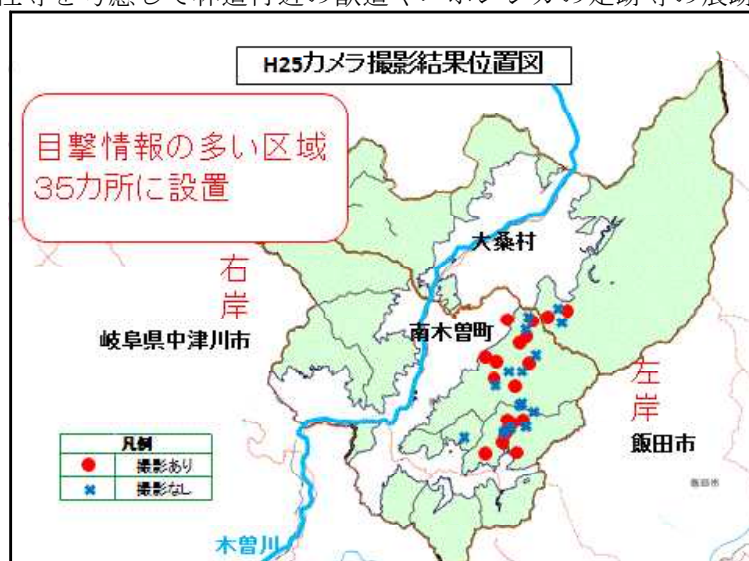 H25カメラ撮影結果位置図
目撃情報の多い区域
35カ所に設置
大桑村
右岸
岐阜県中津川市
南木曽町
左岸
飯田市
凡例
撮影あり
撮影なし
飯田市
木曽川